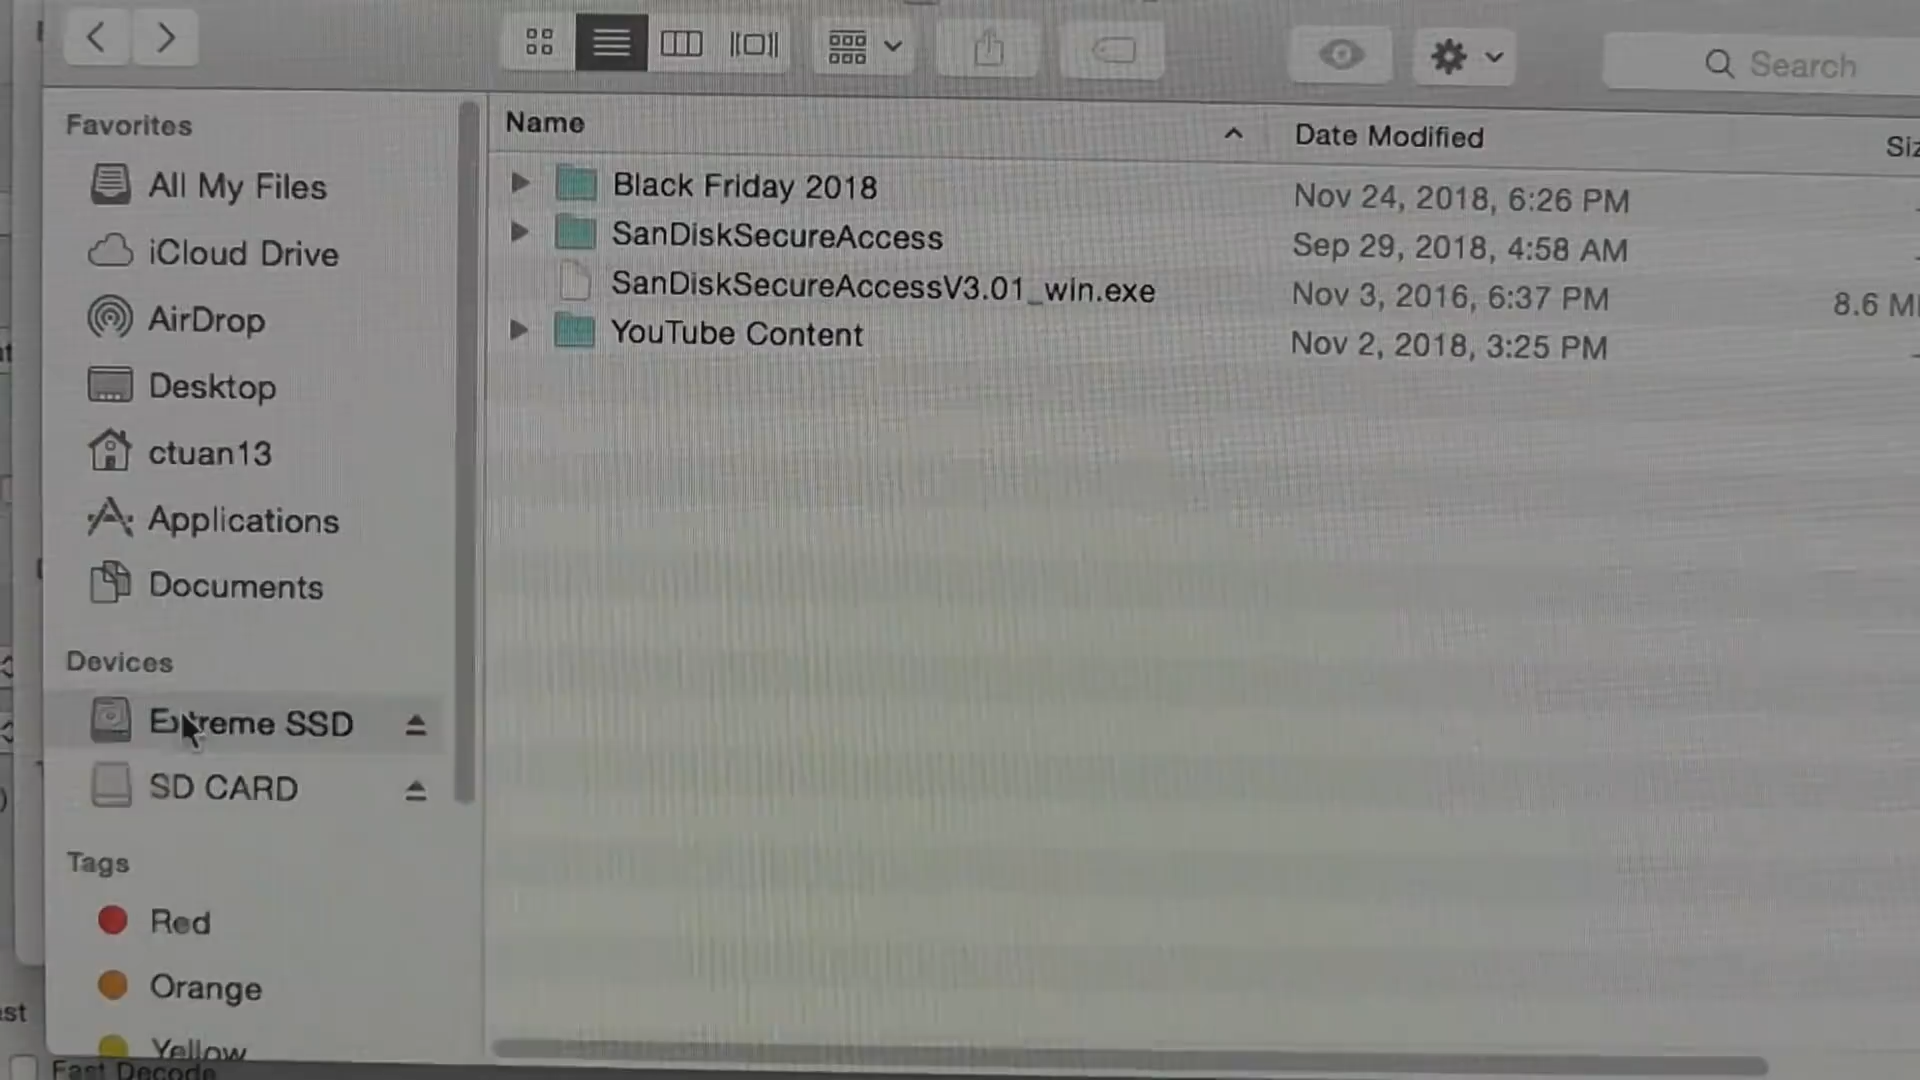 Search
Favorites
All My Files
iCloud Drive
AirDrop
Desktop
ctuan13
Applications
Documents
Devices
Extreme SSD
SD CARD
Tags
Red
Orange
Yellow
Name
Date Modified
Black Friday 2018
Nov 24, 2018, 6:26 PM
SanDiskSecureAccess
Sep 29, 2018, 4:58 AM
SanDiskSecureAccessV3.01_win.exe
Nov 3, 2016, 6:37 PM
8.6
YouTube Content
Nov 2, 2018, 3:25 PM
Fast Decode